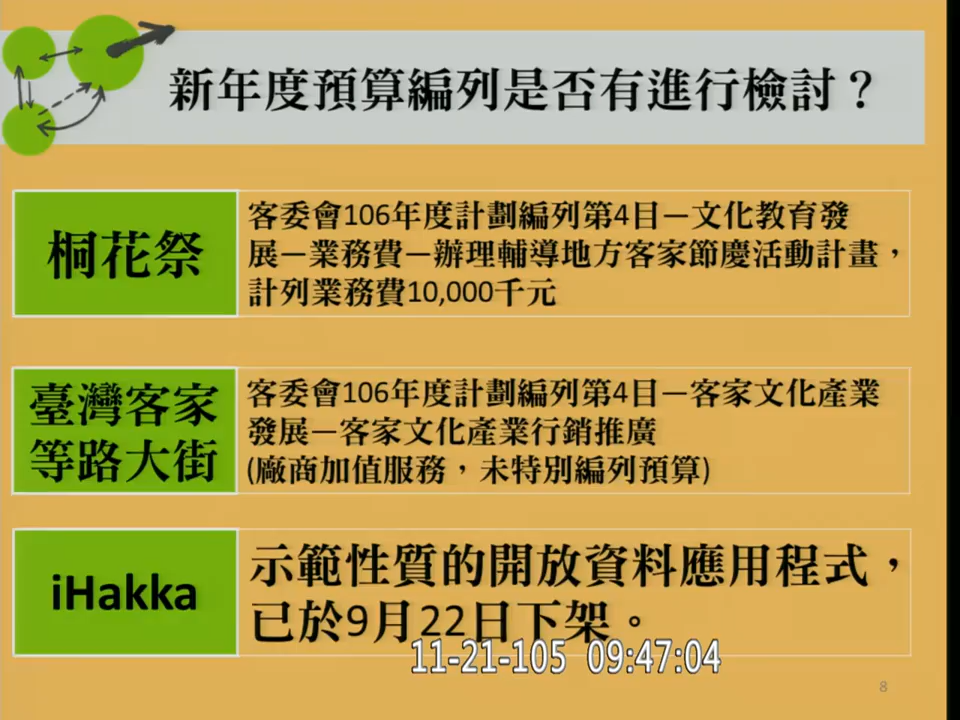 新年度預算編列是否有進行檢討？
桐花祭
客委會106年度計劃編列第4目—文化教育發
展—業務費—辦理輔導地方客家節慶活動計畫，
計列業務費10,000千元
臺灣客家
等路大街
客委會106年度計劃編列第4目—客家文化產業
發展—客家文化產業行銷推廣
(廠商加值服務，未特別編列預算)
iHakka
示範性質的開放資料應用程式，
已於9月22日下架。
11-21-105 09:47:04
8